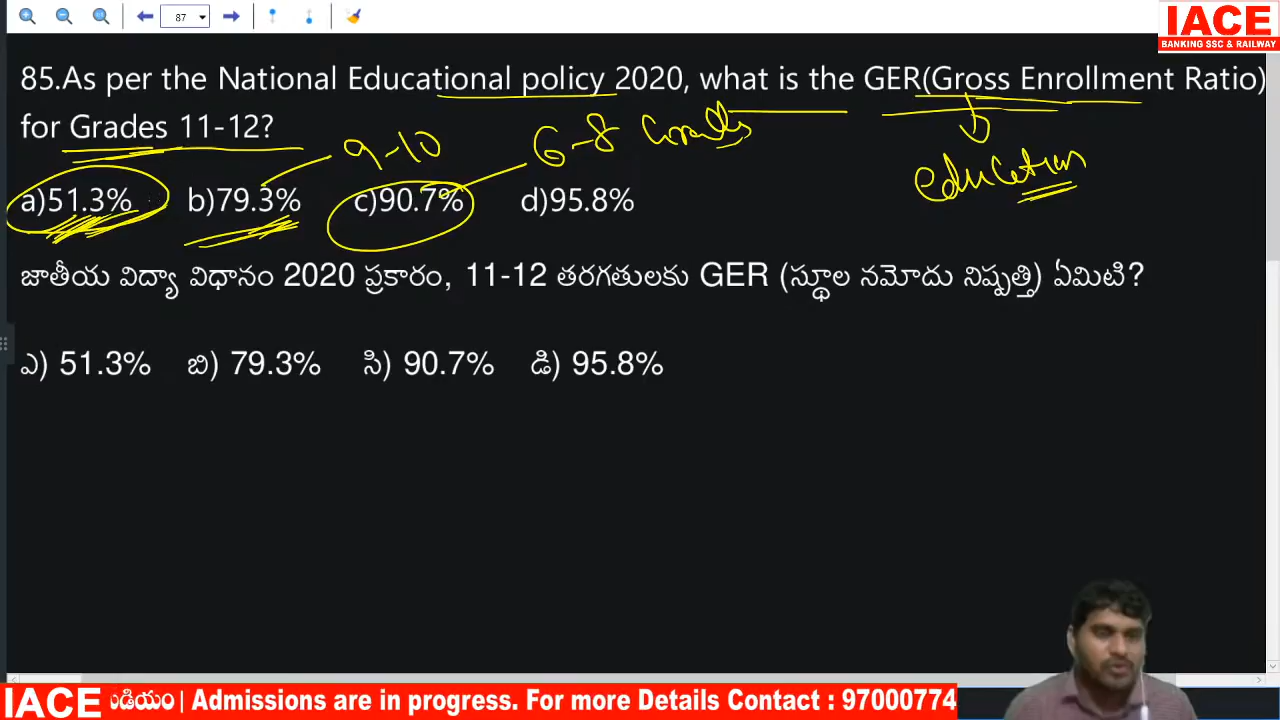 87
IACE
BANKING SSC & RAILWAY
85.As per the National Educational policy 2020, what is the GER(Gross Enrollment Ratio)
for Grades 11-12?
9-10
6-8 Grades
education
a)51.3% b)79.3% c)90.7% d)95.8%
జాతీయ విద్యా విధానం 2020 ప్రకారం, 11-12 తరగతులకు GER (స్థూల నమోదు నిష్పత్తి) ఏమిటి?
ఎ) 51.3% బి) 79.3% సి) 90.7% డి) 95.8%
IACE డియం| Admissions are in progress. For more Details Contact : 97000774